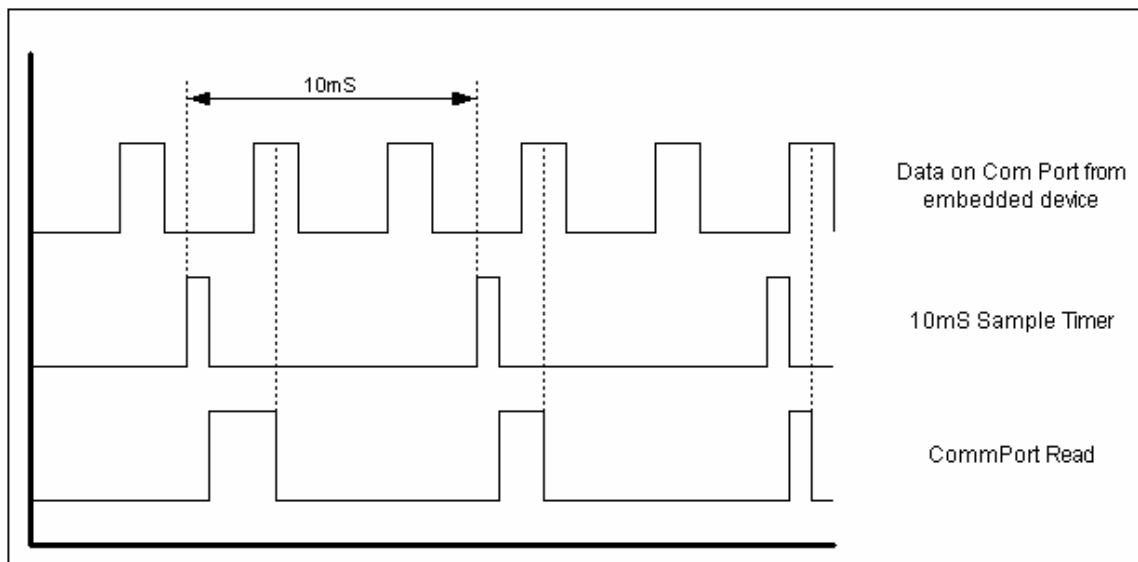 10mS
Data on Com Port from
embedded device
10mS Sample Timer
CommPort Read